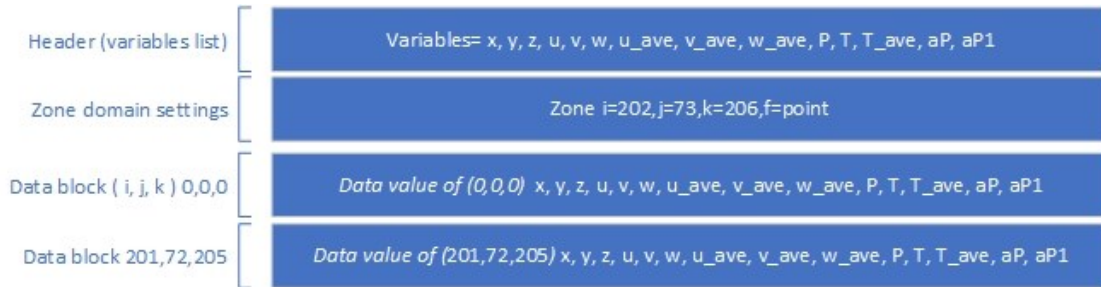 Header (variables list)
Variables= x, y, z, u, v, w, u_ave, v_ave, w_ave, P, T, T_ave, aP, aP1
Zone domain settings
Zone i=202,j=73,k=206,f=point
Data block ( i, j, k ) 0,0,0
Data value of (0,0,0) x, y, z, u, v, w, u_ave, v_ave, w_ave, P, T, T_ave, aP, aP1
Data block 201,72,205
Data value of (201,72,205) x, y, z, u, v, w, u_ave, v_ave, w_ave, P, T, T_ave, aP, aP1